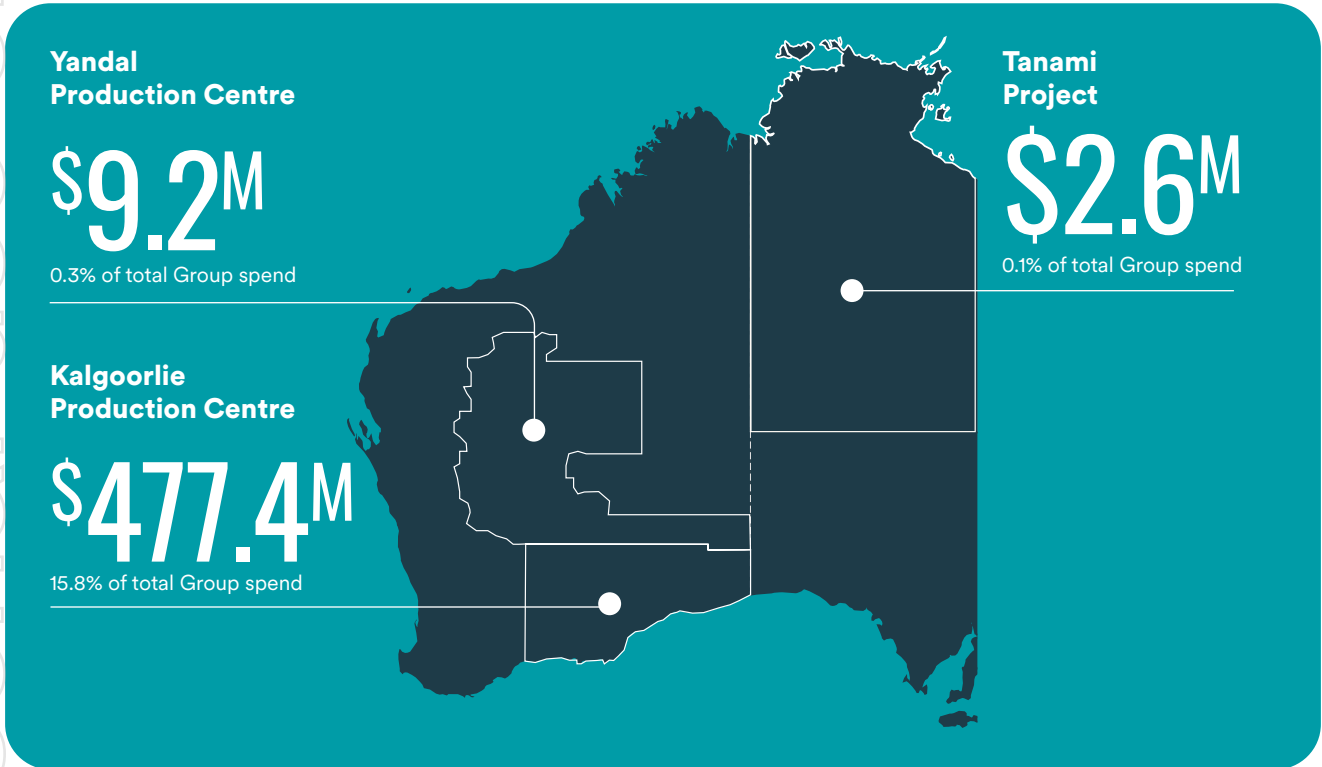 Yandal
Production Centre
$9.2M
0.3% of total Group spend
Kalgoorlie
Production Centre
$477.4M
15.8% of total Group spend
Tanami
Project
$2.6M
0.1% of total Group spend